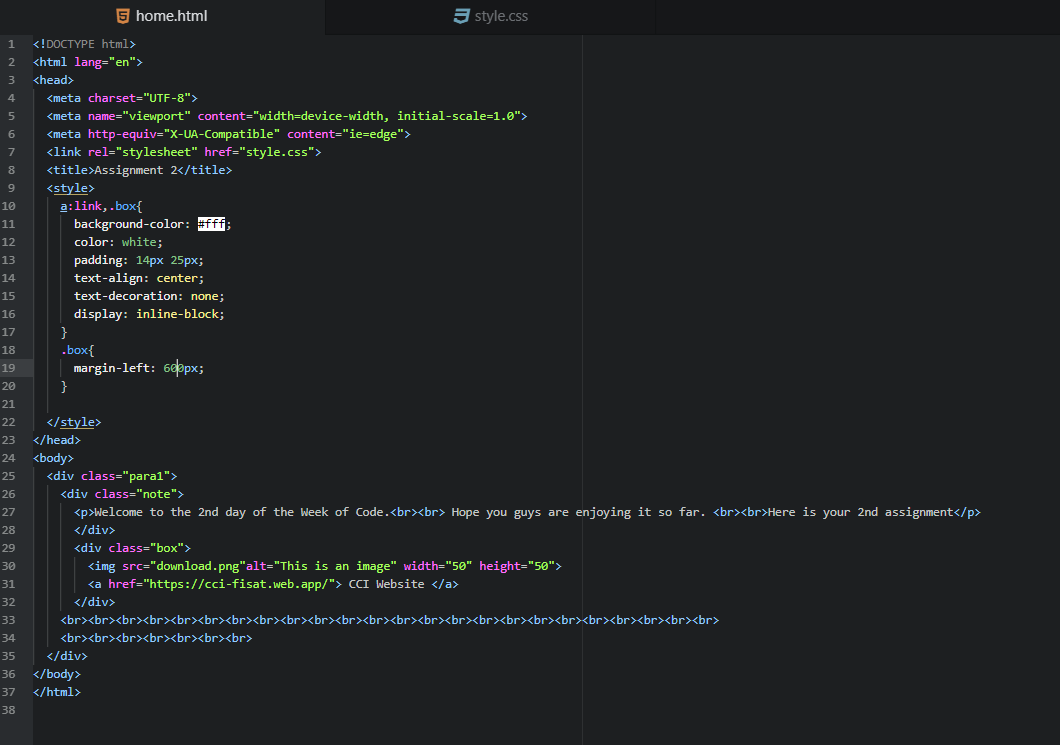 home.html style.css
1 <!DOCTYPE html>
2 <html lang="en">
3 <head>
4 <meta charset="UTF-8">
5 <meta name="viewport" content="width=device-width, initial-scale=1.0">
6 <meta http-equiv="X-UA-Compatible" content="ie=edge">
7 <link rel="stylesheet" href="style.css">
8 <title>Assignment 2</title>
9 <style>
10 a:link,.box{
11 background-color: #fff;
12 color: white;
13 padding: 14px 25px;
14 text-align: center;
15 text-decoration: none;
16 display: inline-block;
17 }
18 .box{
19 margin-left: 600px;
20 }
21
22 </style>
23 </head>
24 <body>
25 <div class="para1">
26 <div class="note">
27 <p>Welcome to the 2nd day of the Week of Code.<br><br> Hope you guys are enjoying it so far. <br><br>Here is your 2nd assignment</p>
28 </div>
29 <div class="box">
30 <img src="download.png"alt="This is an image" width="50" height="50">
31 <a href="https://cci-fisat.web.app/"> CCI Website </a>
32 </div>
33 <br><br><br><br><br><br><br><br><br><br><br><br><br><br><br><br><br><br><br><br><br><br><br><br>
34 <br><br><br><br><br><br><br>
35 </div>
36 </body>
37 </html>
38